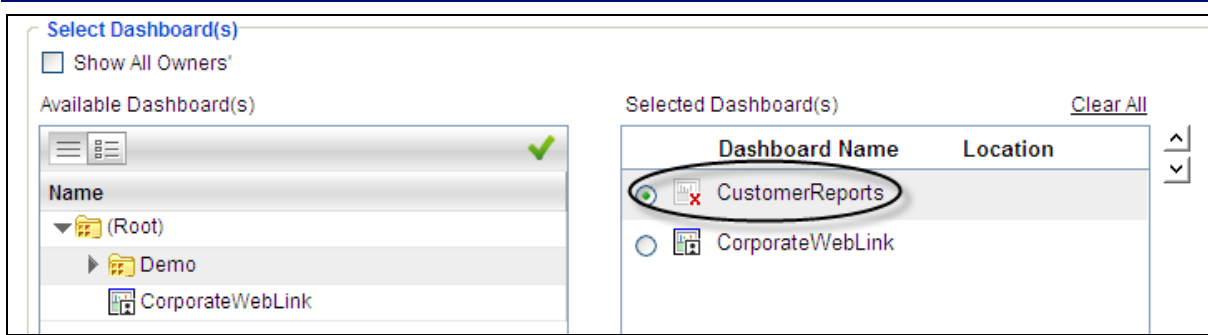 Select Dashboard(s)
Show All Owners'
Available Dashboard(s)
Selected Dashboard(s) Clear All
Dashboard Name Location
Name
CustomerReports
(Root)
CorporateWebLink
Demo
CorporateWebLink